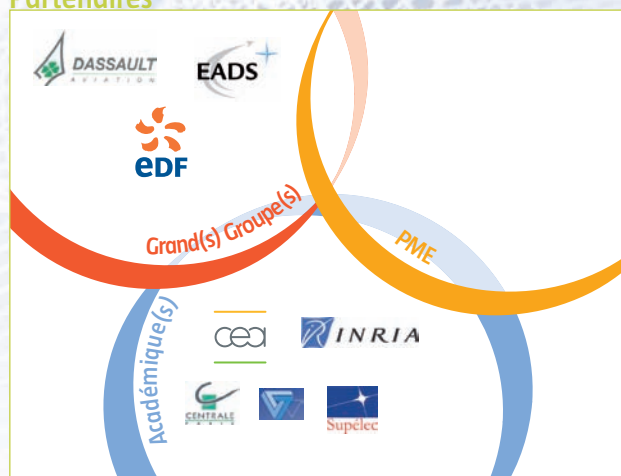 Partenaires
DASSAULT
AVIATION
EADS
eDF
Grand(s) Groupe(s)
PME
Académique(s)
cea
INRIA
CENTRALE
PARIS
Supélec